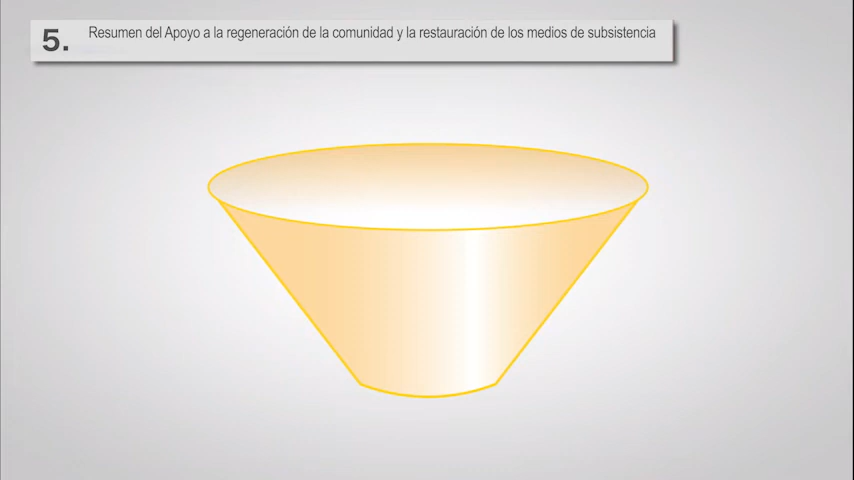 5. Resumen del Apoyo a la regeneración de la comunidad y la restauración de los medios de subsistencia